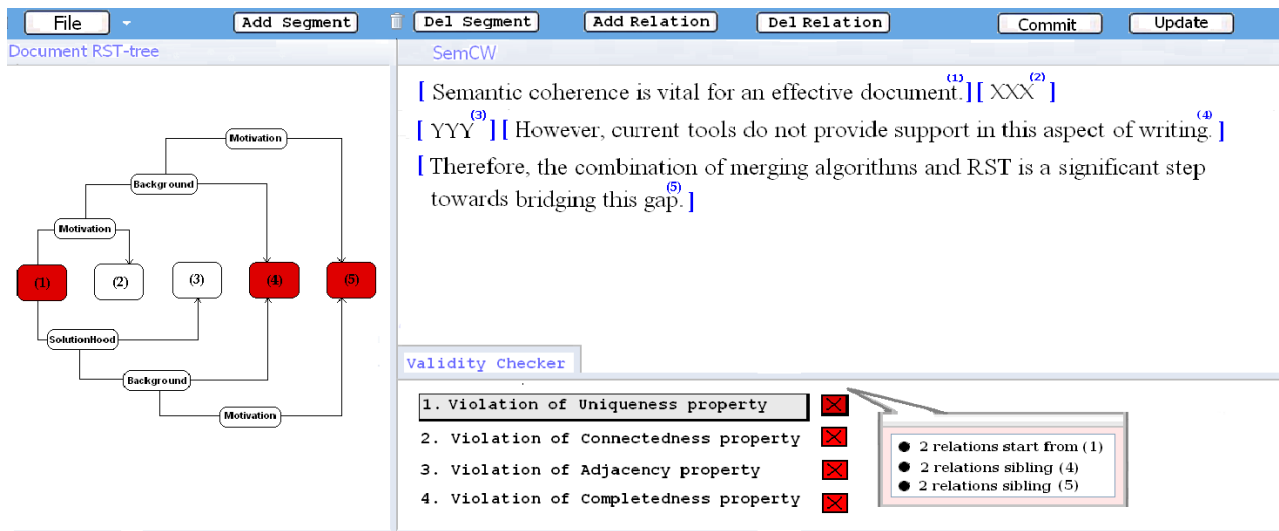 File Add Segment Del Segment Add Relation Del Relation Commit Update
Document RST-tree
Motivation
Background
Motivation
(1) (2) (3) (4) (5)
SolutionHood
Background
Motivation
SemCW
[ Semantic coherence is vital for an effective document.(1)] [ XXX(2) ]
[ YYY(3) ] [ However, current tools do not provide support in this aspect of writing.(4) ]
[ Therefore, the combination of merging algorithms and RST is a significant step
towards bridging this gap.(5) ]
Validity Checker
1. Violation of Uniqueness property
2. Violation of Connectedness property
3. Violation of Adjacency property
4. Violation of Completedness property
● 2 relations start from (1)
● 2 relations sibling (4)
● 2 relations sibling (5)